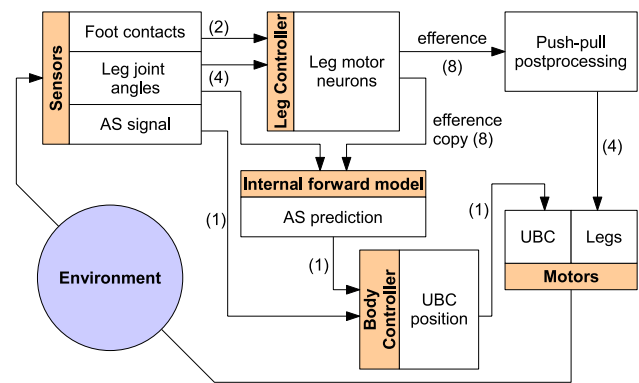 Sensors
Foot contacts
Leg joint
angles
AS signal
(2)
(4)
Leg Controller
Leg motor
neurons
efference
(8)
Push-pull
postprocessing
efference
copy (8)
(4)
Internal forward model
AS prediction
(1)
(1)
(1)
Environment
Body
Controller
UBC
position
UBC
Legs
Motors